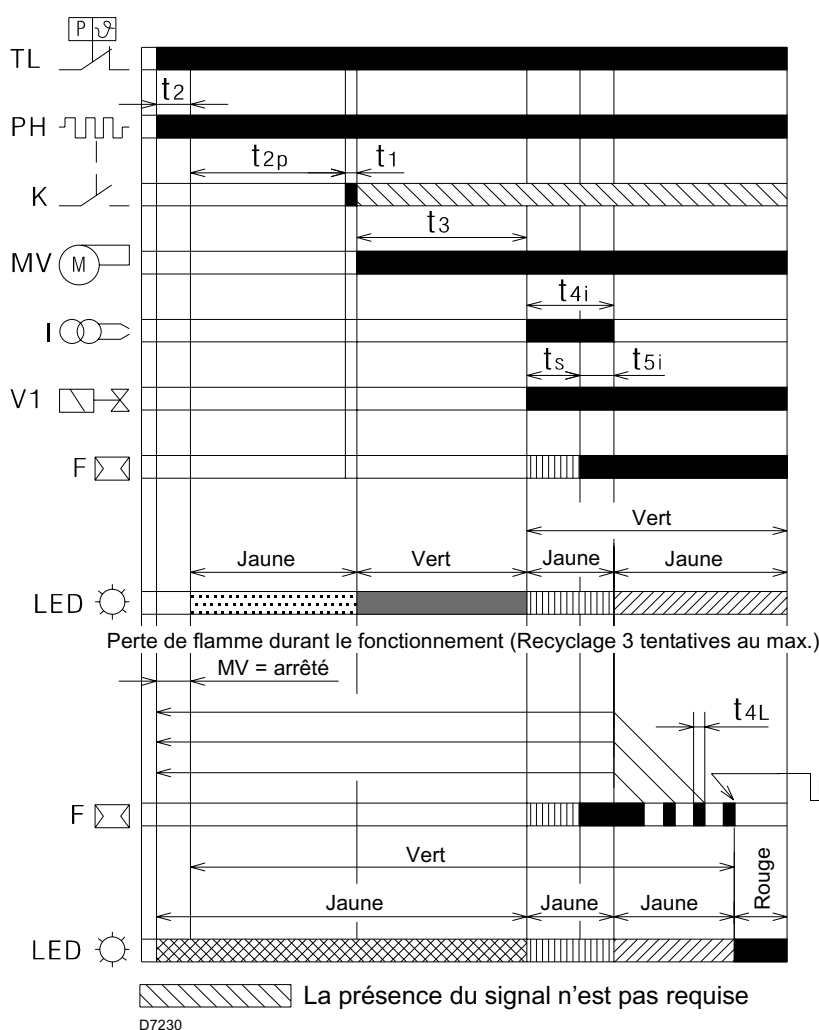 P ϑ
TL
t2
PH
t2p t1
K
t3
MV M
t4i
I
ts t5i
V1
F
Vert
Jaune Vert Jaune Jaune
LED
Perte de flamme durant le fonctionnement (Recyclage 3 tentatives au max.)
MV = arrêté
t4L
F
Vert
Rouge
Jaune Jaune Jaune
LED
La présence du signal n'est pas requise
D7230